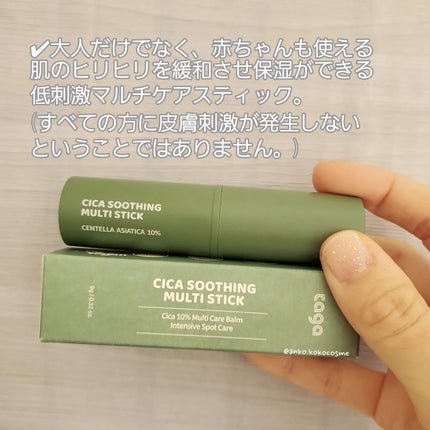 ✔大人だけでなく、赤ちゃんも使える
肌のヒリヒリを緩和させ保湿ができる
低刺激マルチケアスティック。
(すべての方に皮膚刺激が発生しない
ということではありません。)
CICA SOOTHING
MULTI STICK
CENTELLA ASIATICA 10%
CICA SOOTHING
MULTI STICK
Cica 10% Multi Care Balm
Intensive Spot Care
9g / 0.32 oz.
caga
@anko.kokocosme